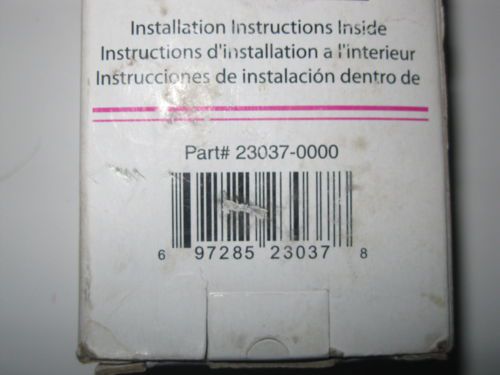 Installation Instructions Inside
Instructions d'installation a l'interieur
Instrucciones de instalación dentro de
Part# 23037-0000
6 97285 23037 8